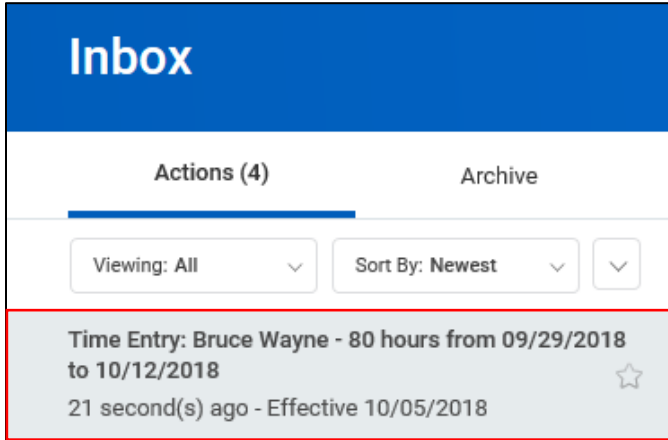 Inbox
Actions (4) Archive
Viewing: All Sort By: Newest
Time Entry: Bruce Wayne - 80 hours from 09/29/2018
to 10/12/2018
21 second(s) ago - Effective 10/05/2018